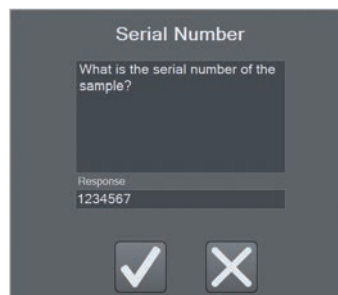 Serial Number
What is the serial number of the
sample?
Response
1234567